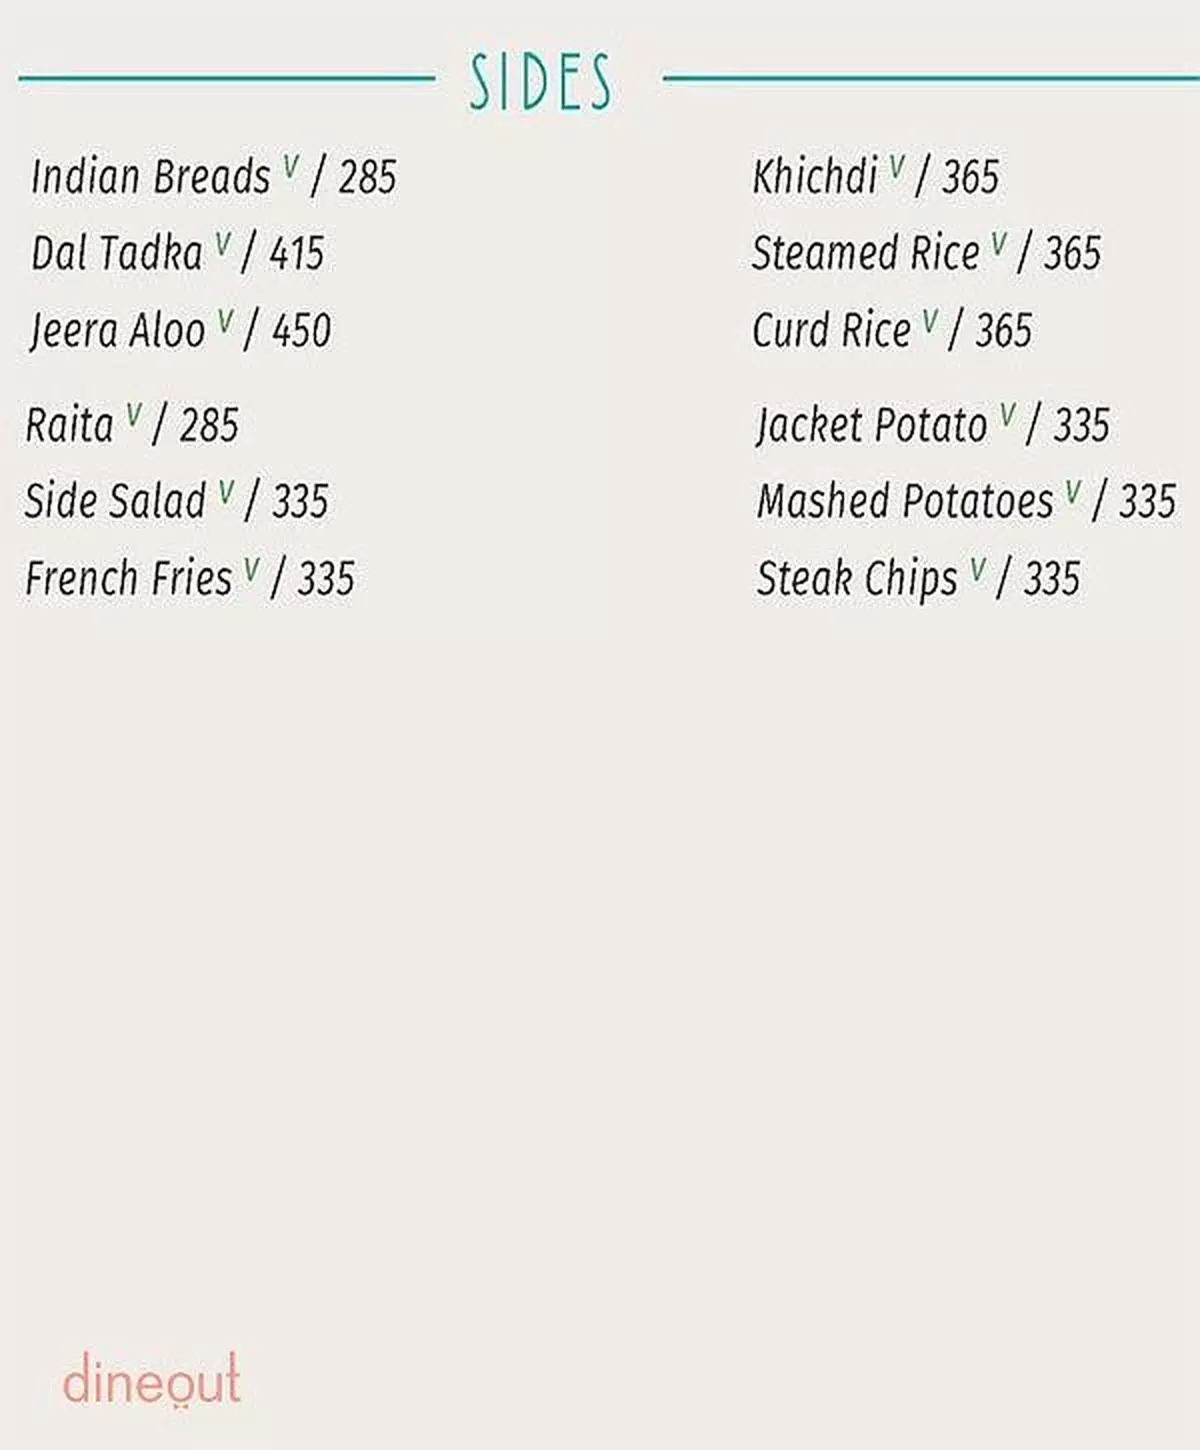 SIDES
Indian Breads V / 285
Dal Tadka V / 415
Jeera Aloo V / 450
Raita V / 285
Side Salad V / 335
French Fries V / 335
Khichdi V / 365
Steamed Rice V / 365
Curd Rice V / 365
Jacket Potato V / 335
Mashed Potatoes V / 335
Steak Chips V / 335
dineout